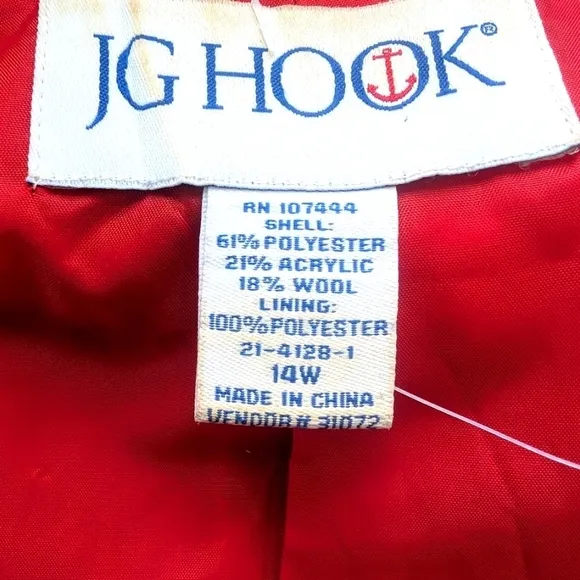 JG HOOK®
RN 107444
SHELL:
61% POLYESTER
21% ACRYLIC
18% WOOL
LINING:
100% POLYESTER
21-4128-1
14W
MADE IN CHINA
VENDOR# 31072